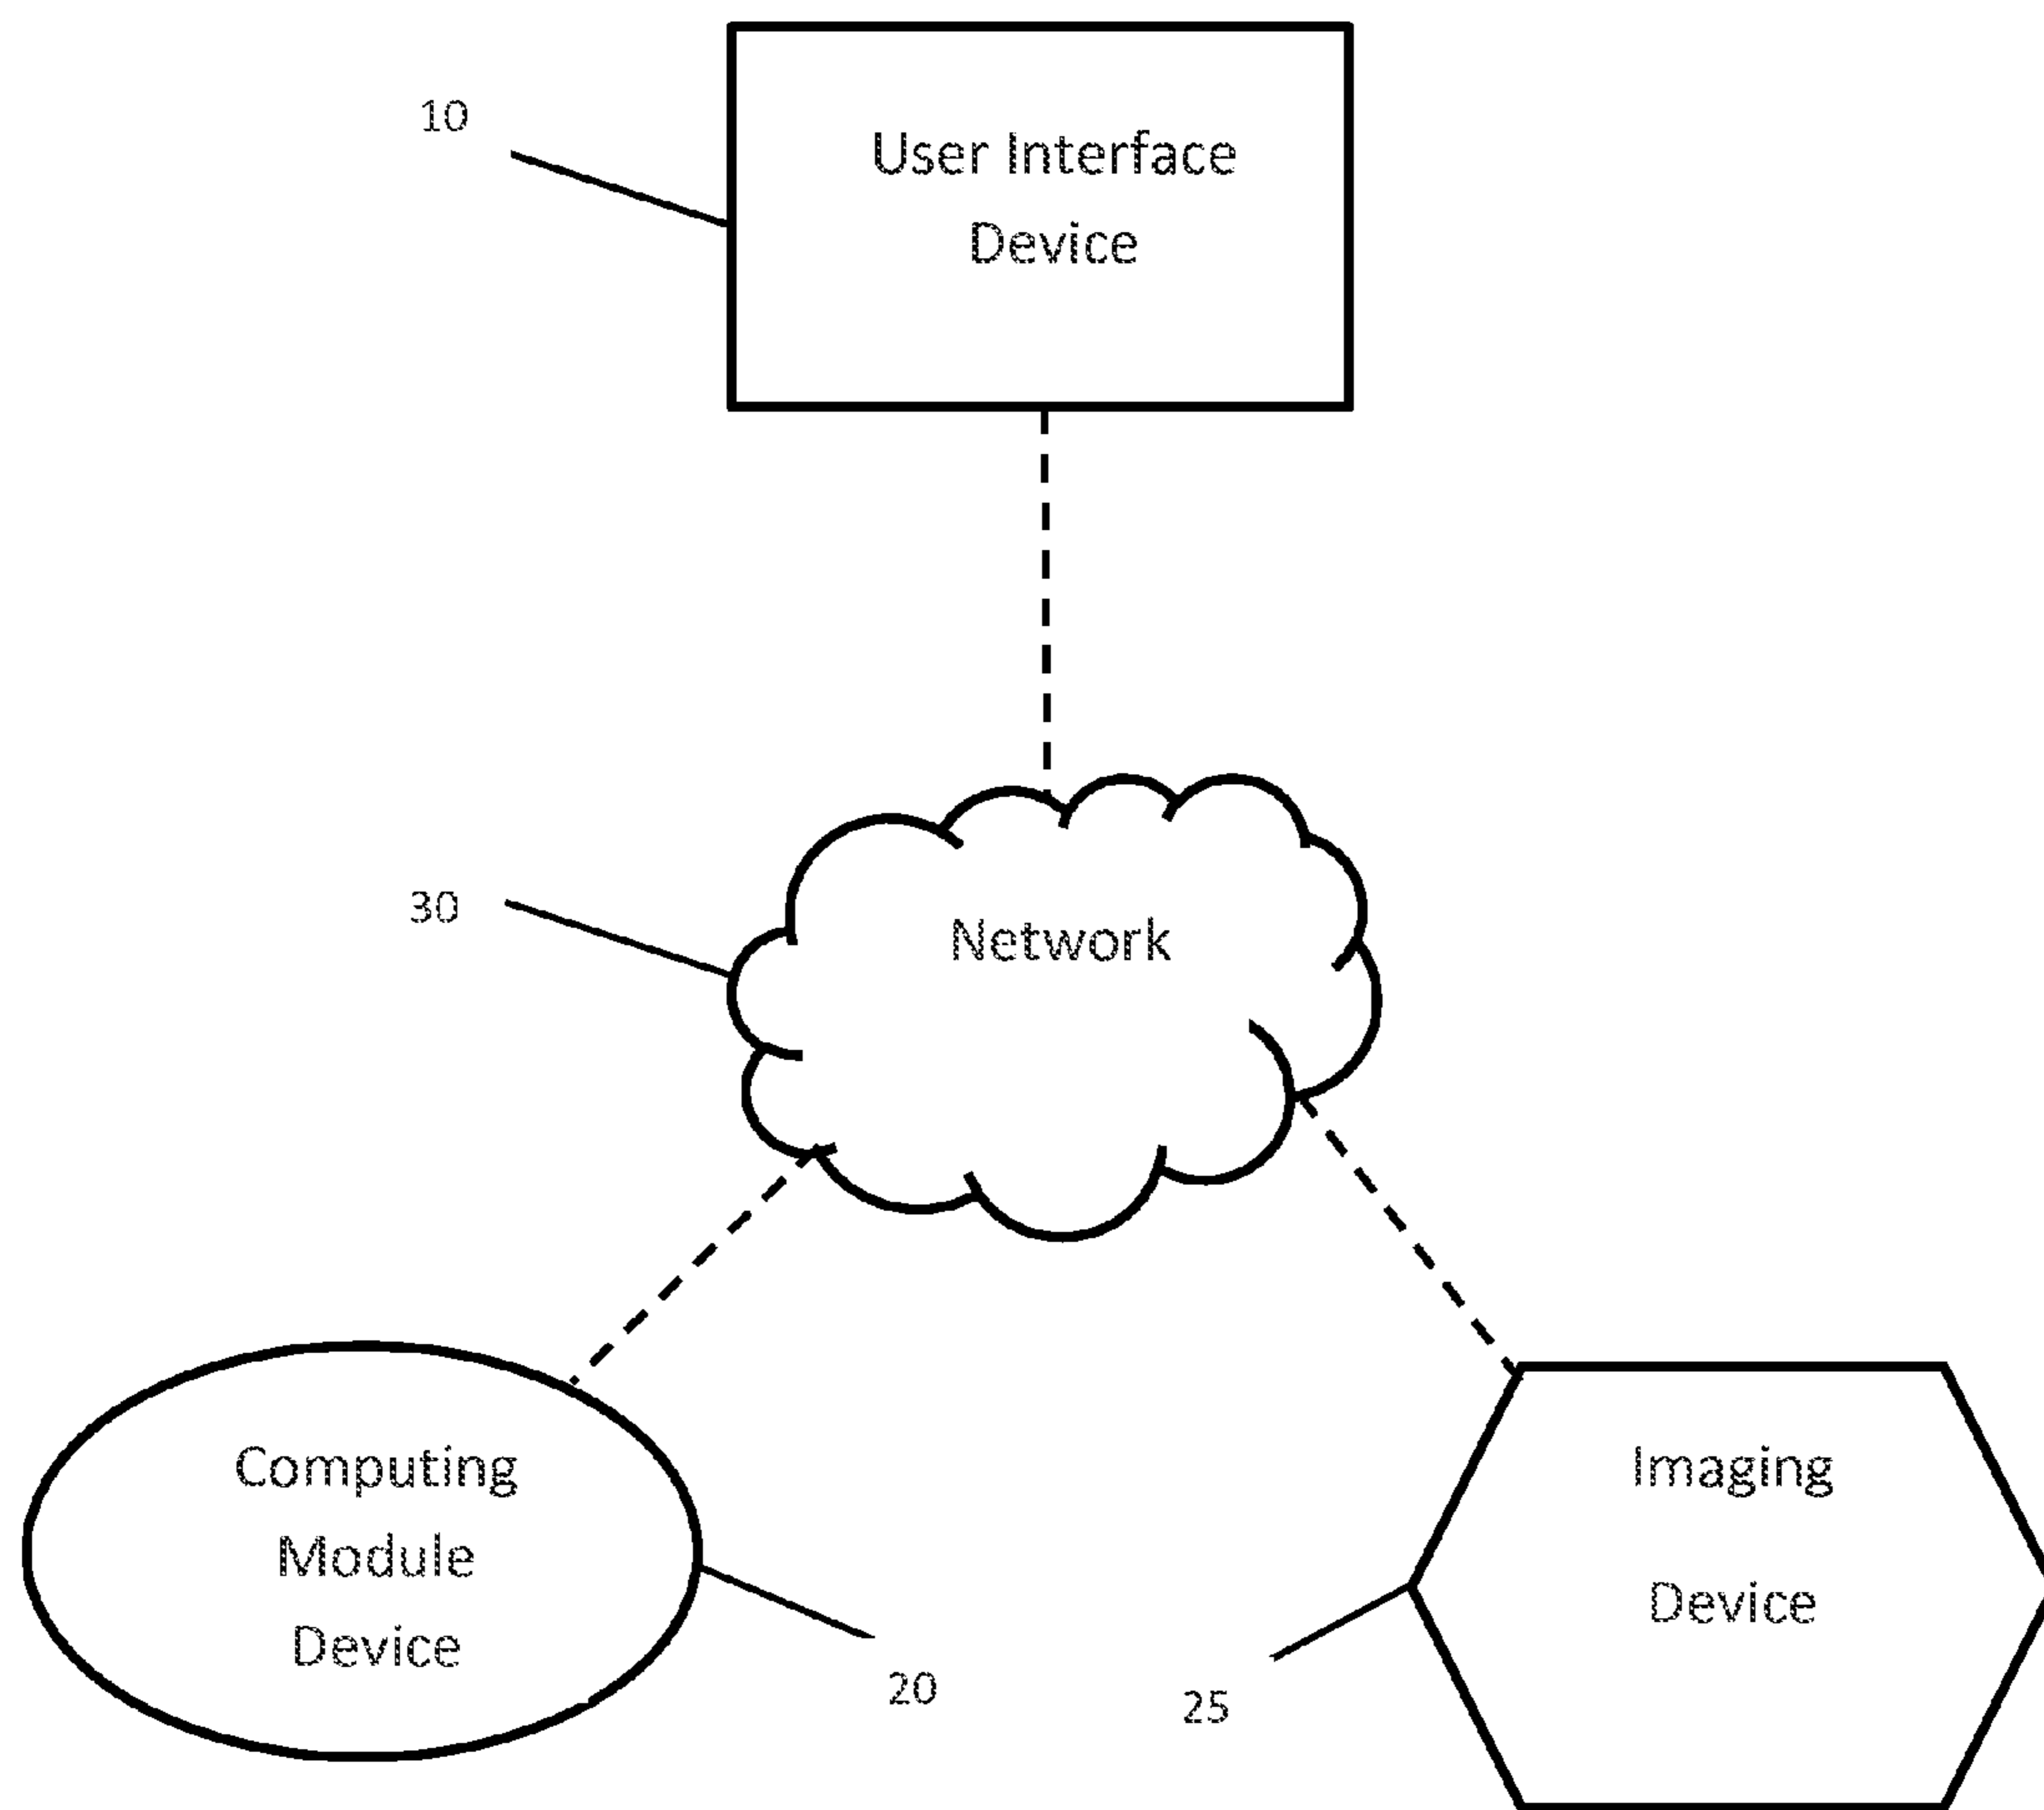 10
User Interface
Device
30
Network
Computing
Module
Device
20
Imaging
Device
25